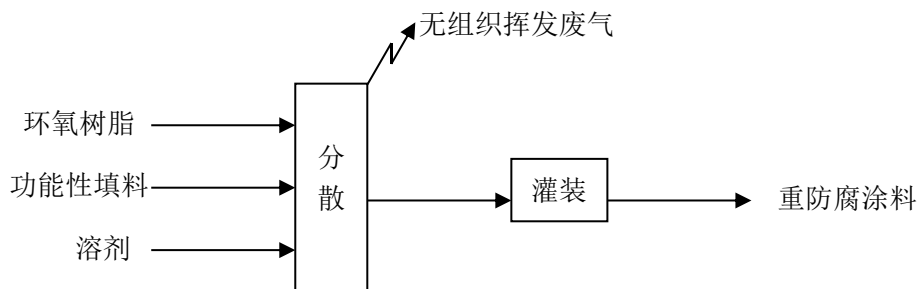 无组织挥发废气
环氧树脂
功能性填料
溶剂
分
散
灌装
重防腐涂料